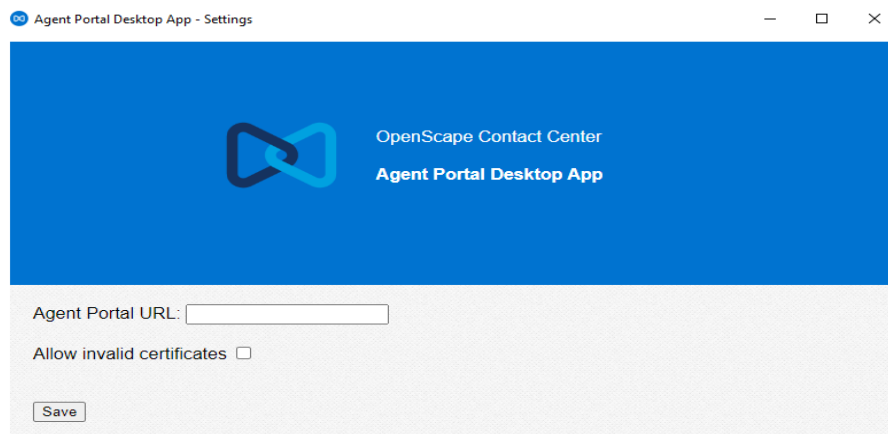 Agent Portal Desktop App - Settings
OpenScape Contact Center
Agent Portal Desktop App
Agent Portal URL:
Allow invalid certificates
Save